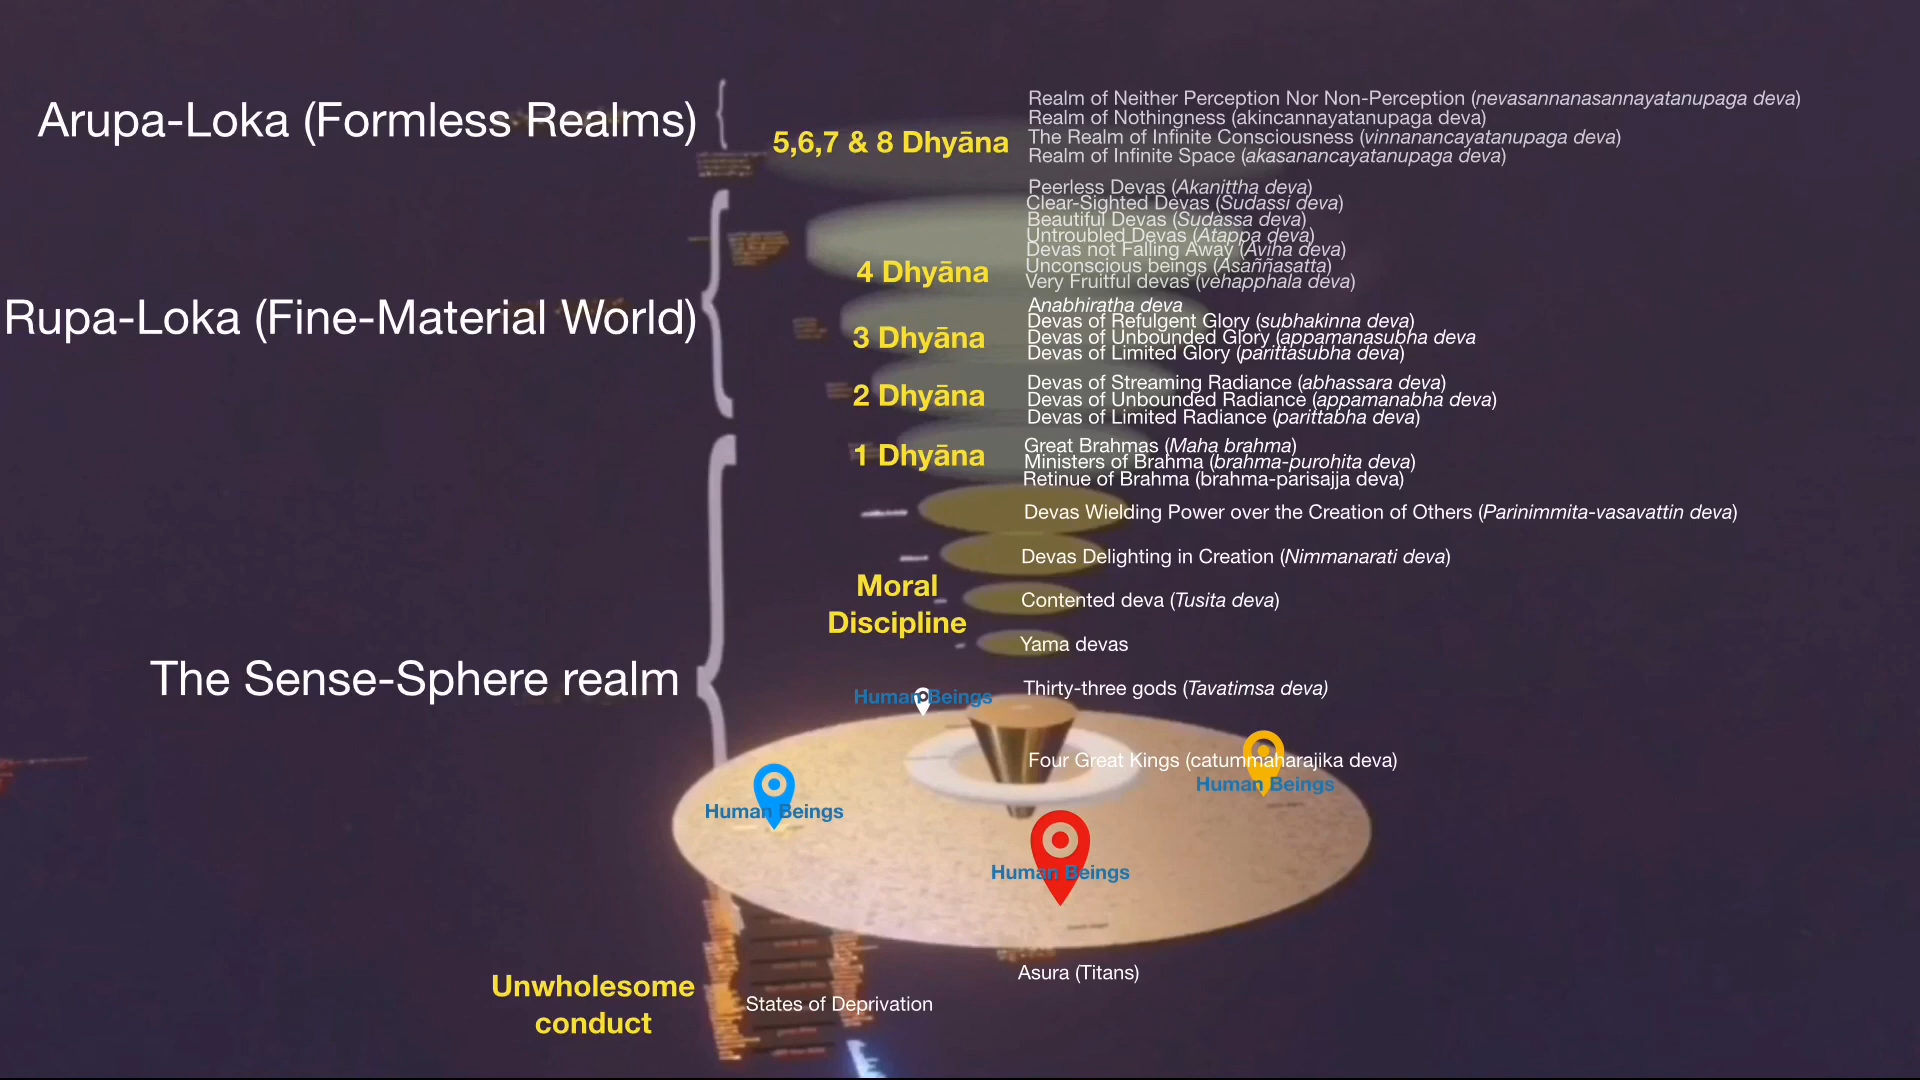 Arupa-Loka (Formless Realms)
5,6,7 & 8 Dhyāna
Realm of Neither Perception Nor Non-Perception (nevasannanasannayatanupaga deva)
Realm of Nothingness (akincannayatanupaga deva)
The Realm of Infinite Consciousness (vinnanancayatanupaga deva)
Realm of Infinite Space (akasanancayatanupaga deva)
Rupa-Loka (Fine-Material World)
4 Dhyāna
Peerless Devas (Akanittha deva)
Clear-Sighted Devas (Sudassi deva)
Beautiful Devas (Sudassa deva)
Untroubled Devas (Atappa deva)
Devas not Falling Away (Aviha deva)
Unconscious beings (Asaññasatta)
Very Fruitful devas (vehapphala deva)
Anabhiratha deva
3 Dhyāna
Devas of Refulgent Glory (subhakinna deva)
Devas of Unbounded Glory (appamanasubha deva
Devas of Limited Glory (parittasubha deva)
2 Dhyāna
Devas of Streaming Radiance (abhassara deva)
Devas of Unbounded Radiance (appamanabha deva)
Devas of Limited Radiance (parittabha deva)
1 Dhyāna
Great Brahmas (Maha brahma)
Ministers of Brahma (brahma-purohita deva)
Retinue of Brahma (brahma-parisajja deva)
The Sense-Sphere realm
Moral
Discipline
Devas Wielding Power over the Creation of Others (Parinimmita-vasavattin deva)
Devas Delighting in Creation (Nimmanarati deva)
Contented deva (Tusita deva)
Yama devas
Thirty-three gods (Tavatimsa deva)
Human Beings
Four Great Kings (catummaharajika deva)
Human Beings
Human Beings
Human Beings
Asura (Titans)
Unwholesome
conduct
States of Deprivation